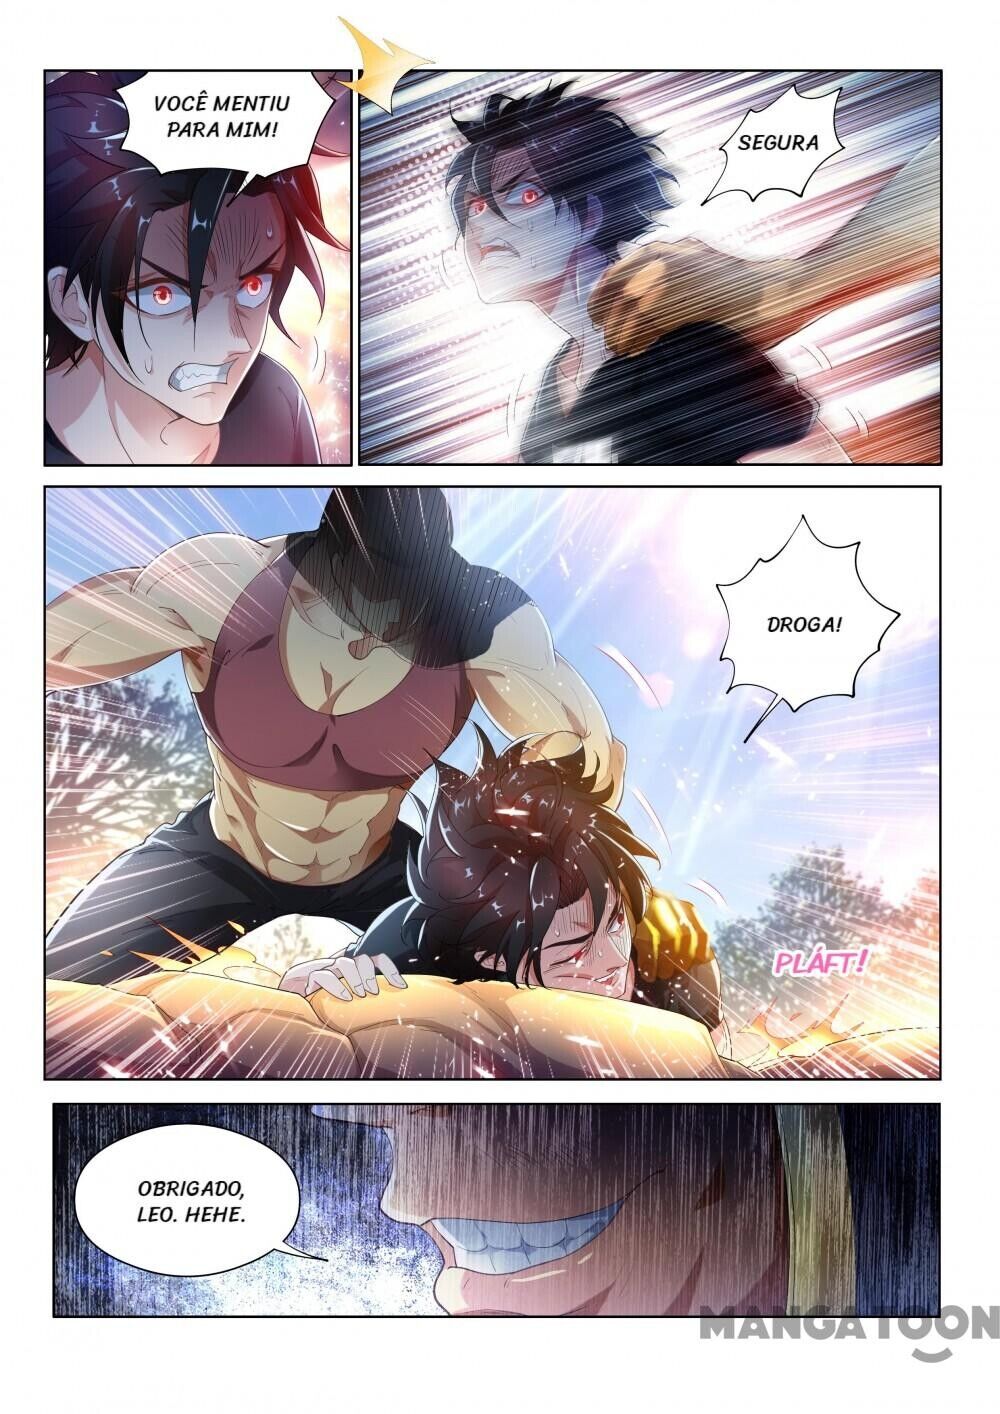 VOCÊ MENTIU
PARA MIM!
SEGURA
DROGA!
PLÁFT!
OBRIGADO,
LEO. HEHE.
MANGATOON